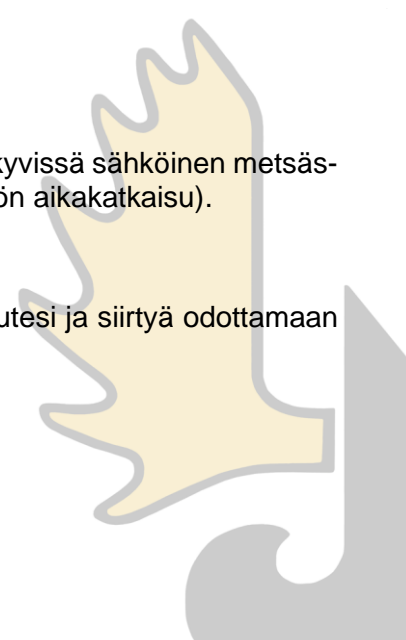 kyvissä sähköinen metsäs-
ön aikakatkaisu).
utesi ja siirtyä odottamaan